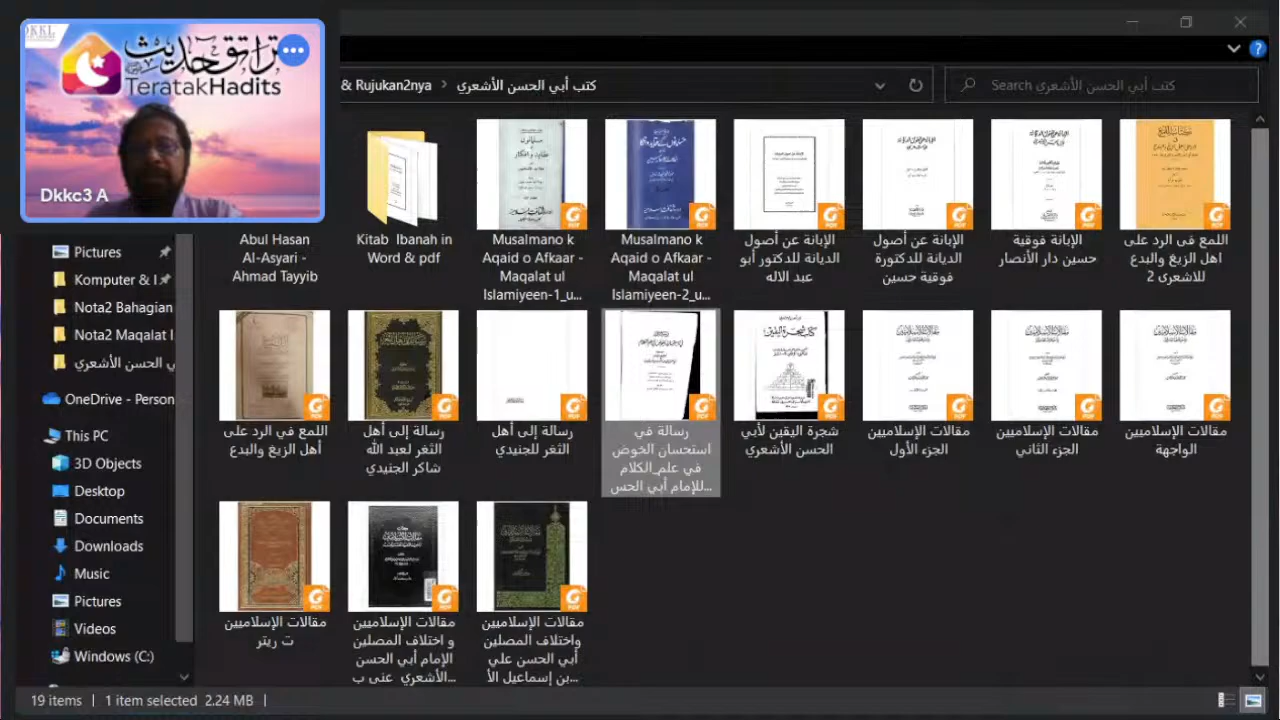 DKKL
تراتق حديث
TeratakHadits
Dkkc3 A
& Rujukan2nya
كتب أبي الحسن الأشعري
Search كتب أبي الحسن الأشعري
Pictures
Komputer & I
Nota2 Bahagian
Nota2 Maqalat I
ي الحسن الأشعري
OneDrive - Person
This PC
3D Objects
Desktop
Documents
Downloads
Music
Pictures
Videos
Windows (C:)
Abul Hasan
Al-Asyari -
Ahmad Tayyib
Kitab Ibanah in
Word & pdf
Musalmano k
Aqaid o Afkaar -
Maqalat ul
Islamiyeen-1_u...
Musalmano k
Aqaid o Afkaar -
Maqalat ul
Islamiyeen-2_u...
الإبانة عن أصول
الديانة للدكتور أبو
عبد الاله
الإبانة عن أصول
الديانة للدكتورة
فوقية حسين
الإبانة فوقية
حسين دار الأنصار
اللمع في الرد على
اهل الزيغ والبدع
للاشعرى 2
اللمع في الرد على
أهل الزيغ والبدع
رسالة إلى أهل
الثغر لعبد الله
شاكر الجنيدي
رسالة إلى أهل
الثغر للجنيدي
رسالة في
استحسان الخوض
في علم_الكلام
للإمام أبي الحس...
شجرة اليقين لأبي
الحسن الأشعري
مقالات الإسلاميين
الجزء الأول
مقالات الإسلاميين
الجزء الثاني
مقالات الإسلاميين
الواجهة
مقالات الإسلاميين
ت ريتر
مقالات الإسلاميين
و اختلاف المصلين
الإمام أبي الحسن
الأشعري عنى ب...
مقالات الإسلاميين
واختلاف المصلين
أبي الحسن علي
بن إسماعيل الأ...
19 items
1 item selected 2.24 MB